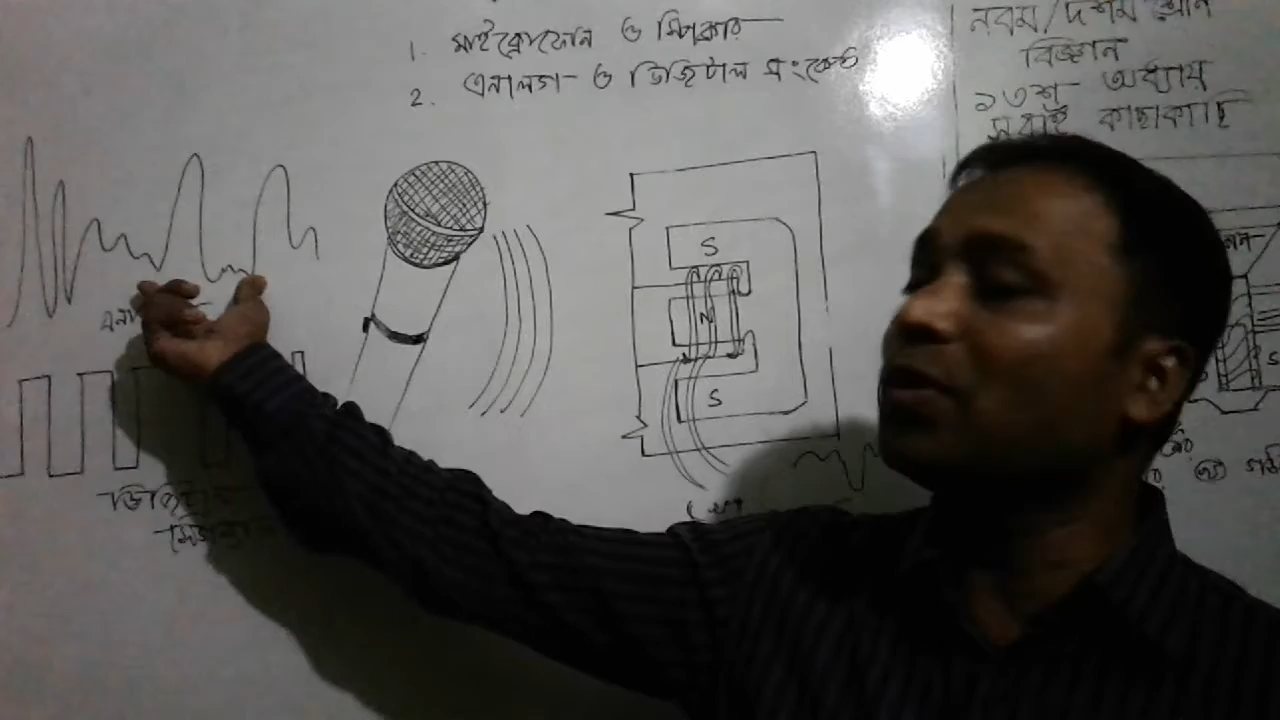 1. মাইক্রোফোন ও স্পিকার
2. এনালগ ও ডিজিটাল সংকেত
নবম/দশম শ্রেণি
বিজ্ঞান
১৩শ অধ্যায়
সবাই কাছাকাছি
S
N
S
S
ডিজিটাল